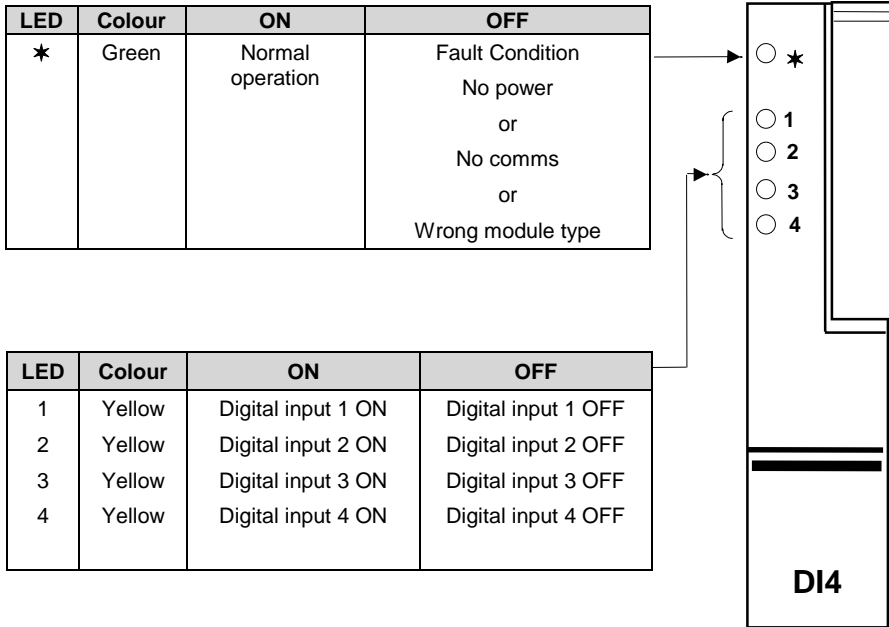 LED Colour ON OFF
✶ Green Normal operation Fault Condition
No power
or
No comms
or
Wrong module type
✶
1
2
3
4
LED Colour ON OFF
1 Yellow Digital input 1 ON Digital input 1 OFF
2 Yellow Digital input 2 ON Digital input 2 OFF
3 Yellow Digital input 3 ON Digital input 3 OFF
4 Yellow Digital input 4 ON Digital input 4 OFF
DI4